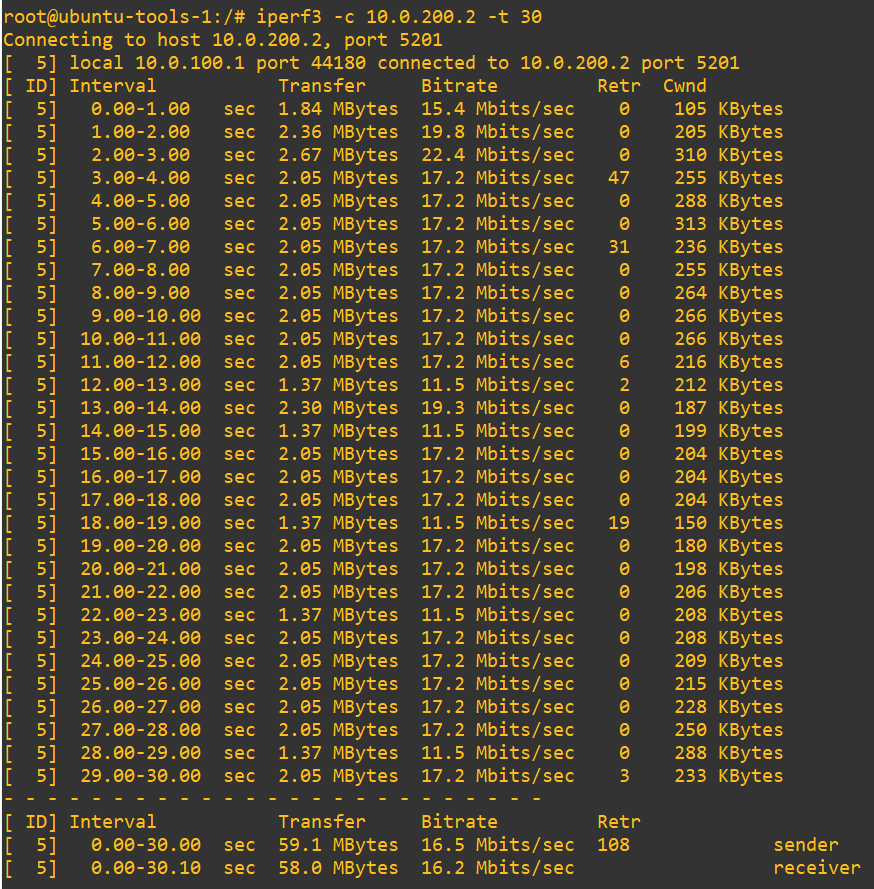 root@ubuntu-tools-1:/# iperf3 -c 10.0.200.2 -t 30
Connecting to host 10.0.200.2, port 5201
[  5] local 10.0.100.1 port 44180 connected to 10.0.200.2 port 5201
[ ID] Interval           Transfer     Bitrate         Retr  Cwnd
[  5]   0.00-1.00   sec  1.84 MBytes  15.4 Mbits/sec    0    105 KBytes
[  5]   1.00-2.00   sec  2.36 MBytes  19.8 Mbits/sec    0    205 KBytes
[  5]   2.00-3.00   sec  2.67 MBytes  22.4 Mbits/sec    0    310 KBytes
[  5]   3.00-4.00   sec  2.05 MBytes  17.2 Mbits/sec   47    255 KBytes
[  5]   4.00-5.00   sec  2.05 MBytes  17.2 Mbits/sec    0    288 KBytes
[  5]   5.00-6.00   sec  2.05 MBytes  17.2 Mbits/sec    0    313 KBytes
[  5]   6.00-7.00   sec  2.05 MBytes  17.2 Mbits/sec   31    236 KBytes
[  5]   7.00-8.00   sec  2.05 MBytes  17.2 Mbits/sec    0    255 KBytes
[  5]   8.00-9.00   sec  2.05 MBytes  17.2 Mbits/sec    0    264 KBytes
[  5]   9.00-10.00  sec  2.05 MBytes  17.2 Mbits/sec    0    266 KBytes
[  5]  10.00-11.00  sec  2.05 MBytes  17.2 Mbits/sec    0    266 KBytes
[  5]  11.00-12.00  sec  2.05 MBytes  17.2 Mbits/sec    6    216 KBytes
[  5]  12.00-13.00  sec  1.37 MBytes  11.5 Mbits/sec    2    212 KBytes
[  5]  13.00-14.00  sec  2.30 MBytes  19.3 Mbits/sec    0    187 KBytes
[  5]  14.00-15.00  sec  1.37 MBytes  11.5 Mbits/sec    0    199 KBytes
[  5]  15.00-16.00  sec  2.05 MBytes  17.2 Mbits/sec    0    204 KBytes
[  5]  16.00-17.00  sec  2.05 MBytes  17.2 Mbits/sec    0    204 KBytes
[  5]  17.00-18.00  sec  2.05 MBytes  17.2 Mbits/sec    0    204 KBytes
[  5]  18.00-19.00  sec  1.37 MBytes  11.5 Mbits/sec   19    150 KBytes
[  5]  19.00-20.00  sec  2.05 MBytes  17.2 Mbits/sec    0    180 KBytes
[  5]  20.00-21.00  sec  2.05 MBytes  17.2 Mbits/sec    0    198 KBytes
[  5]  21.00-22.00  sec  2.05 MBytes  17.2 Mbits/sec    0    206 KBytes
[  5]  22.00-23.00  sec  1.37 MBytes  11.5 Mbits/sec    0    208 KBytes
[  5]  23.00-24.00  sec  2.05 MBytes  17.2 Mbits/sec    0    208 KBytes
[  5]  24.00-25.00  sec  2.05 MBytes  17.2 Mbits/sec    0    209 KBytes
[  5]  25.00-26.00  sec  2.05 MBytes  17.2 Mbits/sec    0    215 KBytes
[  5]  26.00-27.00  sec  2.05 MBytes  17.2 Mbits/sec    0    228 KBytes
[  5]  27.00-28.00  sec  2.05 MBytes  17.2 Mbits/sec    0    250 KBytes
[  5]  28.00-29.00  sec  1.37 MBytes  11.5 Mbits/sec    0    288 KBytes
[  5]  29.00-30.00  sec  2.05 MBytes  17.2 Mbits/sec    3    233 KBytes
- - - - - - - - - - - - - - - - - - - - - - - - -
[ ID] Interval           Transfer     Bitrate         Retr
[  5]   0.00-30.00  sec  59.1 MBytes  16.5 Mbits/sec  108             sender
[  5]   0.00-30.10  sec  58.0 MBytes  16.2 Mbits/sec                  receiver